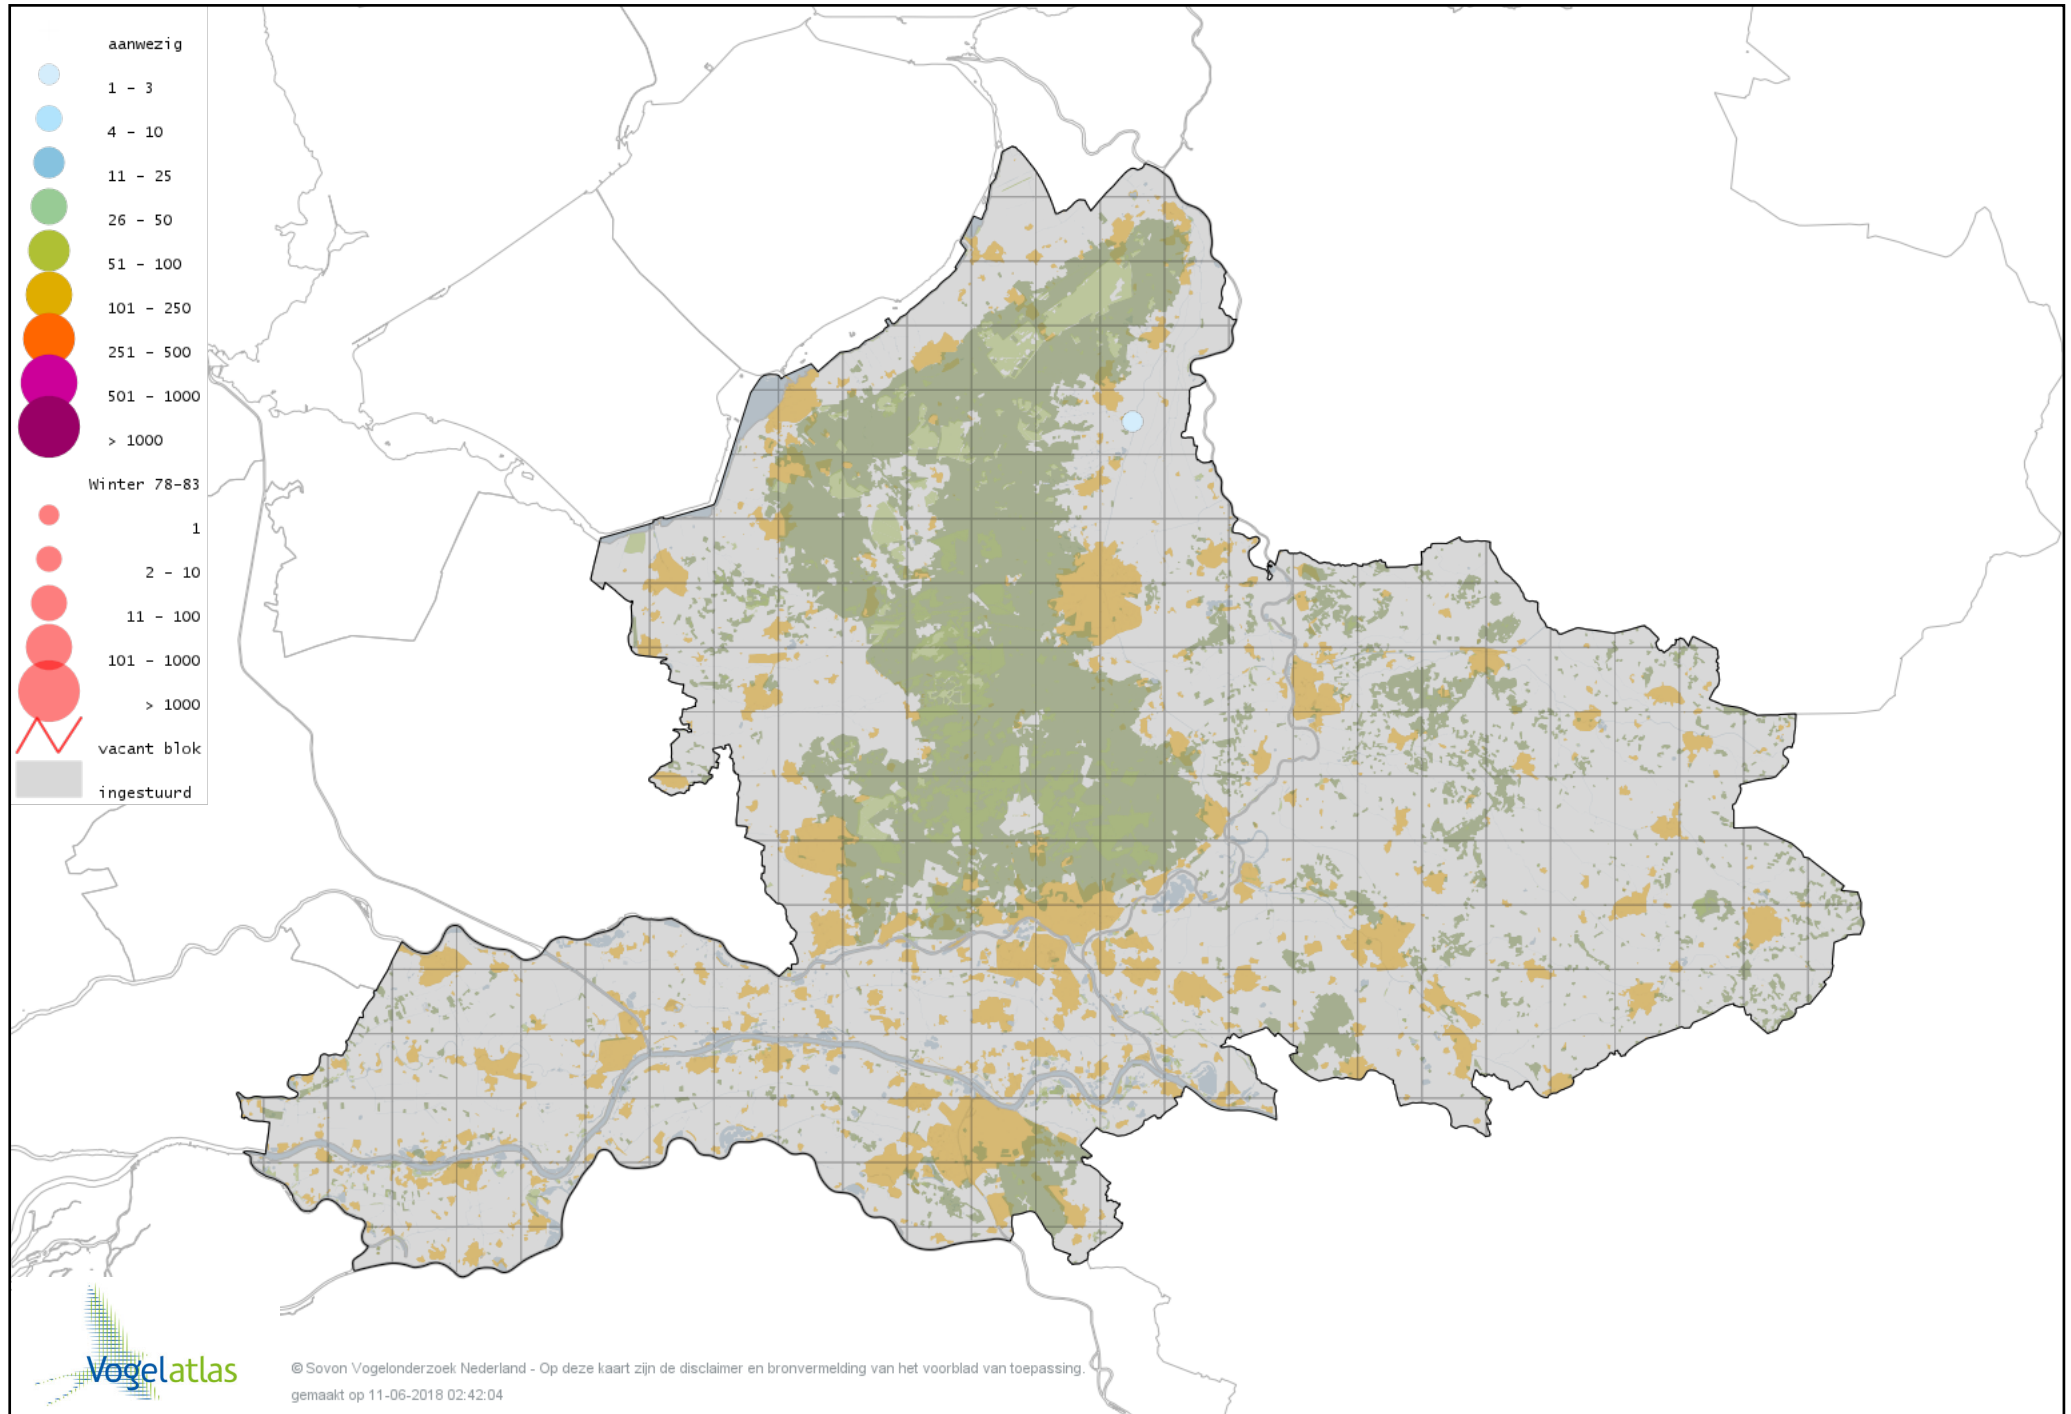 aanwezig
1 - 3
4 - 10
11 - 25
26 - 50
51 - 100
101 - 250
251 - 500
501 - 1000
> 1000
Winter 78-83
1
2 - 10
11 - 100
101 - 1000
> 1000
vacant blok
ingestuurd
Vogelatlas
© Sovon Vogelonderzoek Nederland - Op deze kaart zijn de disclaimer en bronvermelding van het voorblad van toepassing.
gemaakt op 11-06-2018 02:42:04